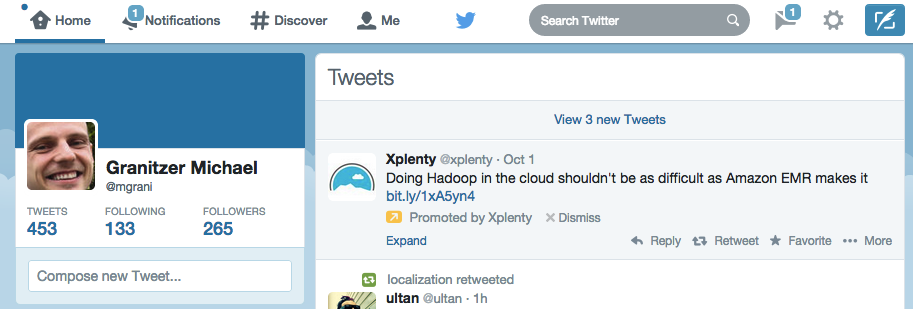 Home
1
Notifications
# Discover
Me
Search Twitter
1
Granitzer Michael
@mgrani
TWEETS
FOLLOWING
FOLLOWERS
453
133
265
Compose new Tweet...
Tweets
View 3 new Tweets
Xplenty @xplenty · Oct 1
Doing Hadoop in the cloud shouldn't be as difficult as Amazon EMR makes it
bit.ly/1xA5yn4
Promoted by Xplenty
Dismiss
Expand
Reply
Retweet
Favorite
More
localization retweeted
ultan @ultan · 1h